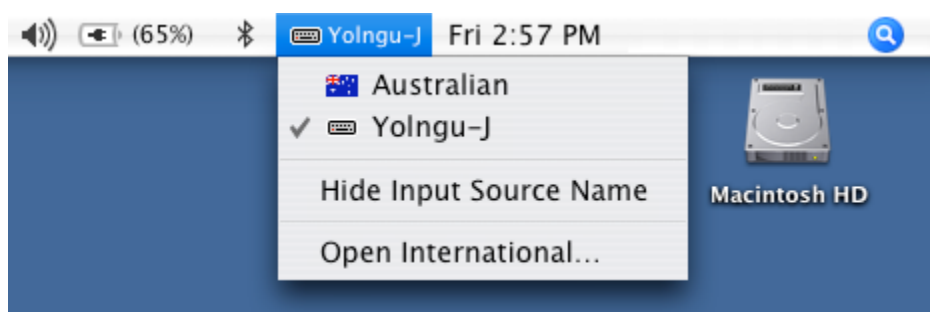 (65%) Yolngu-J Fri 2:57 PM
Australian
Yolngu-J
Hide Input Source Name
Open International...
Macintosh HD